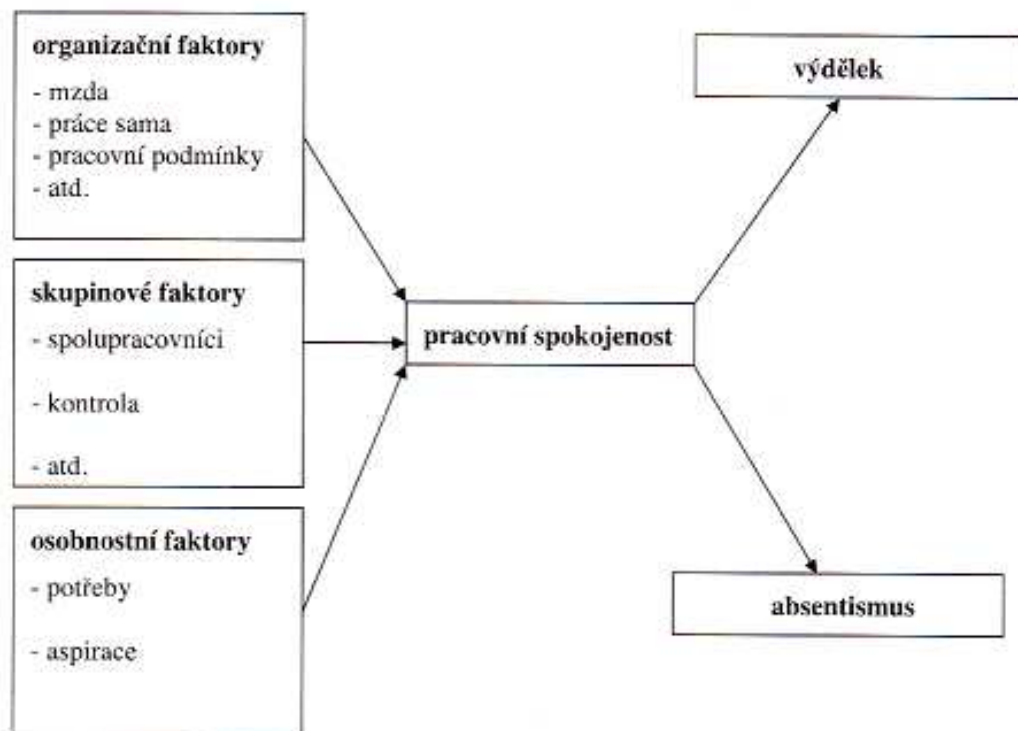 organizační faktory
- mzda
- práce sama
- pracovní podmínky
- atd.
skupinové faktory
- spolupracovníci
- kontrola
- atd.
osobnostní faktory
- potřeby
- aspirace
pracovní spokojenost
výdělek
absentismus